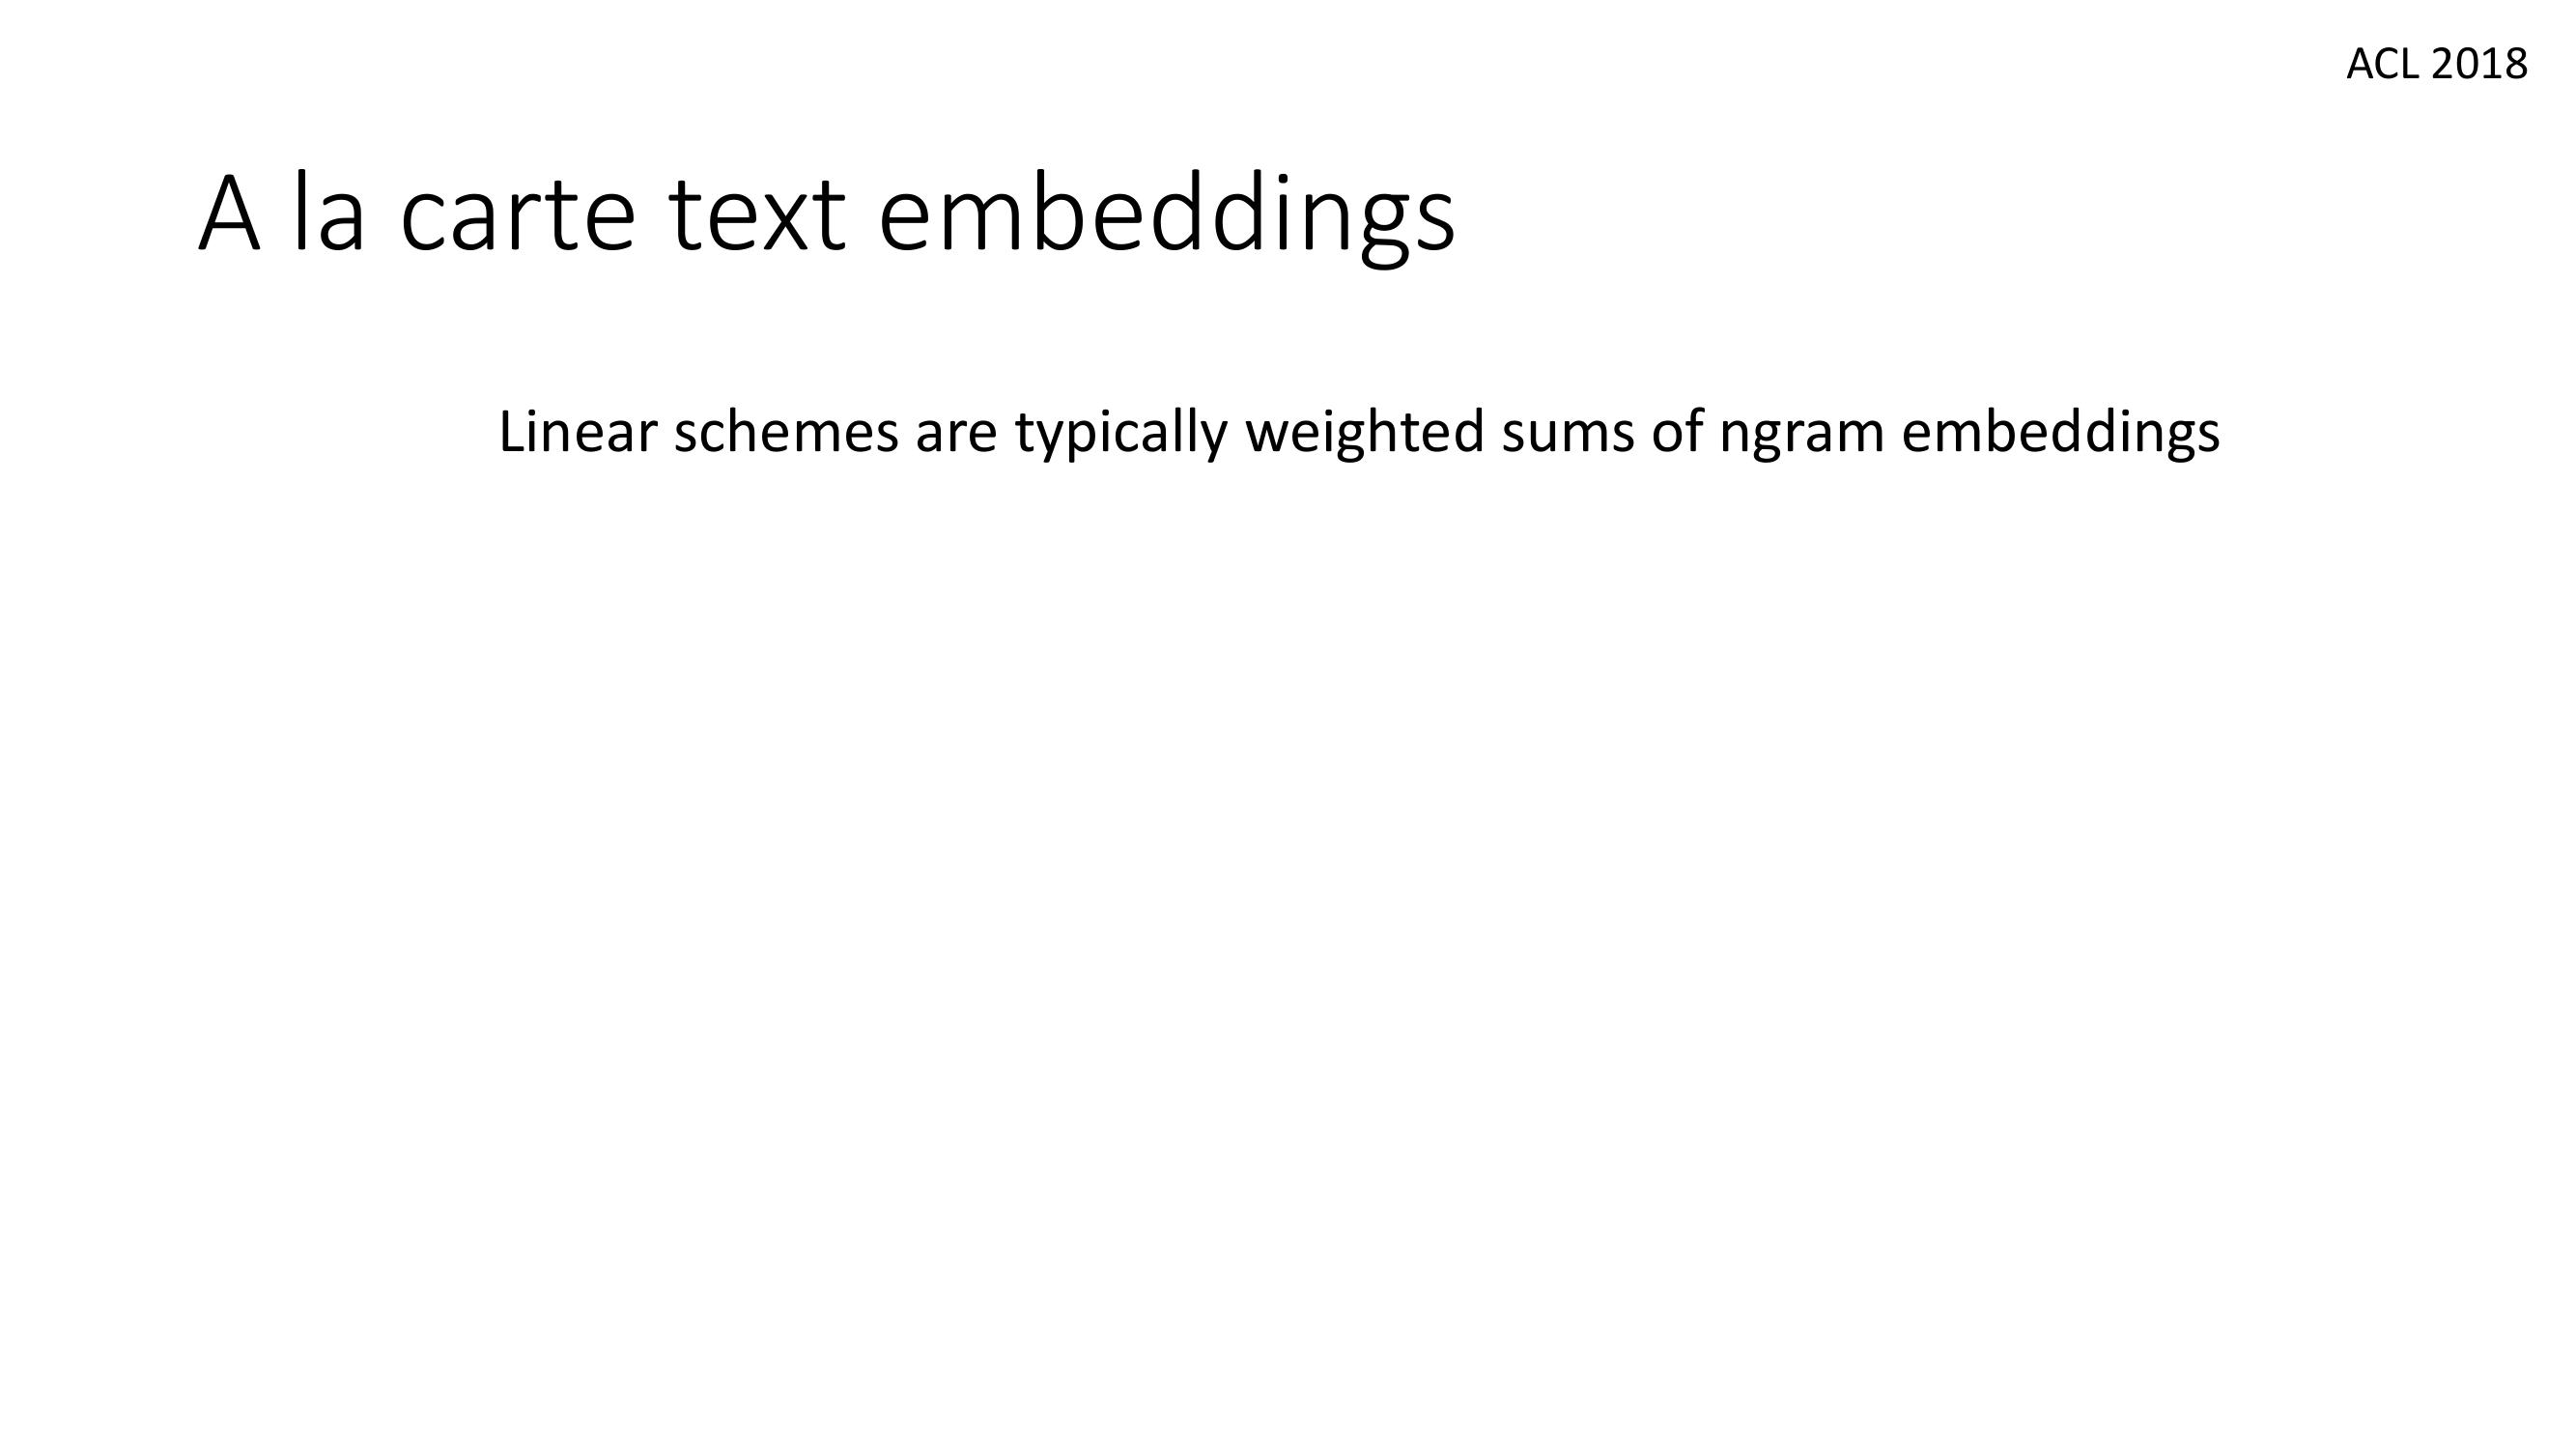 ACL 2018
A la carte text embeddings
Linear schemes are typically weighted sums of ngram embeddings